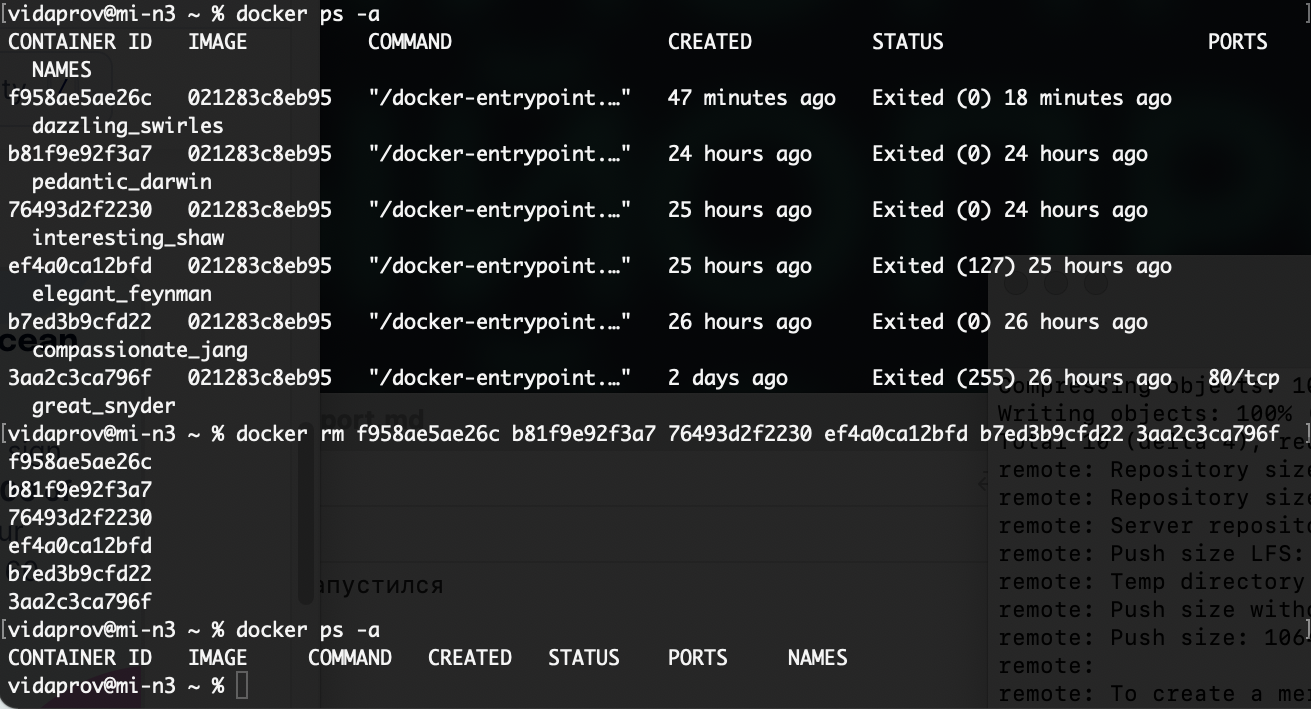 [vidaprov@mi-n3 ~ % docker ps -a ]
CONTAINER ID   IMAGE          COMMAND                  CREATED          STATUS                      PORTS
  NAMES
f958ae5ae26c   021283c8eb95   "/docker-entrypoint.…"   47 minutes ago   Exited (0) 18 minutes ago
  dazzling_swirles
b81f9e92f3a7   021283c8eb95   "/docker-entrypoint.…"   24 hours ago     Exited (0) 24 hours ago
  pedantic_darwin
76493d2f2230   021283c8eb95   "/docker-entrypoint.…"   25 hours ago     Exited (0) 24 hours ago
  interesting_shaw
ef4a0ca12bfd   021283c8eb95   "/docker-entrypoint.…"   25 hours ago     Exited (127) 25 hours ago
  elegant_feynman
b7ed3b9cfd22   021283c8eb95   "/docker-entrypoint.…"   26 hours ago     Exited (0) 26 hours ago
  compassionate_jang
3aa2c3ca796f   021283c8eb95   "/docker-entrypoint.…"   2 days ago       Exited (255) 26 hours ago   80/tcp
  great_snyder
[vidaprov@mi-n3 ~ % docker rm f958ae5ae26c b81f9e92f3a7 76493d2f2230 ef4a0ca12bfd b7ed3b9cfd22 3aa2c3ca796f ]
f958ae5ae26c
b81f9e92f3a7
76493d2f2230
ef4a0ca12bfd
b7ed3b9cfd22
3aa2c3ca796f
[vidaprov@mi-n3 ~ % docker ps -a ]
CONTAINER ID   IMAGE     COMMAND   CREATED   STATUS    PORTS     NAMES
vidaprov@mi-n3 ~ %
Compressing objects:
Writing objects: 100%
remote: Repository size
remote: Repository size
remote: Server reposito
remote: Push size LFS:
remote: Temp directory
remote: Push size witho
remote: Push size: 106
remote:
remote: To create a me
апустился